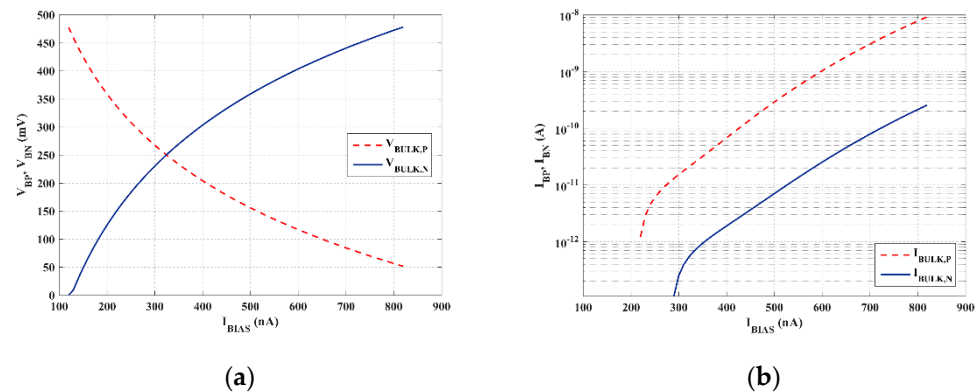 500
450
400
350
300
250
200
150
100
50
0
V_BP, V_BN (mV)
V_BULK,P
V_BULK,N
100 200 300 400 500 600 700 800 900
I_BIAS (nA)
(a)
10^-8
10^-9
10^-10
10^-11
10^-12
I_BP, I_BN (A)
I_BULK,P
I_BULK,N
100 200 300 400 500 600 700 800 900
I_BIAS (nA)
(b)